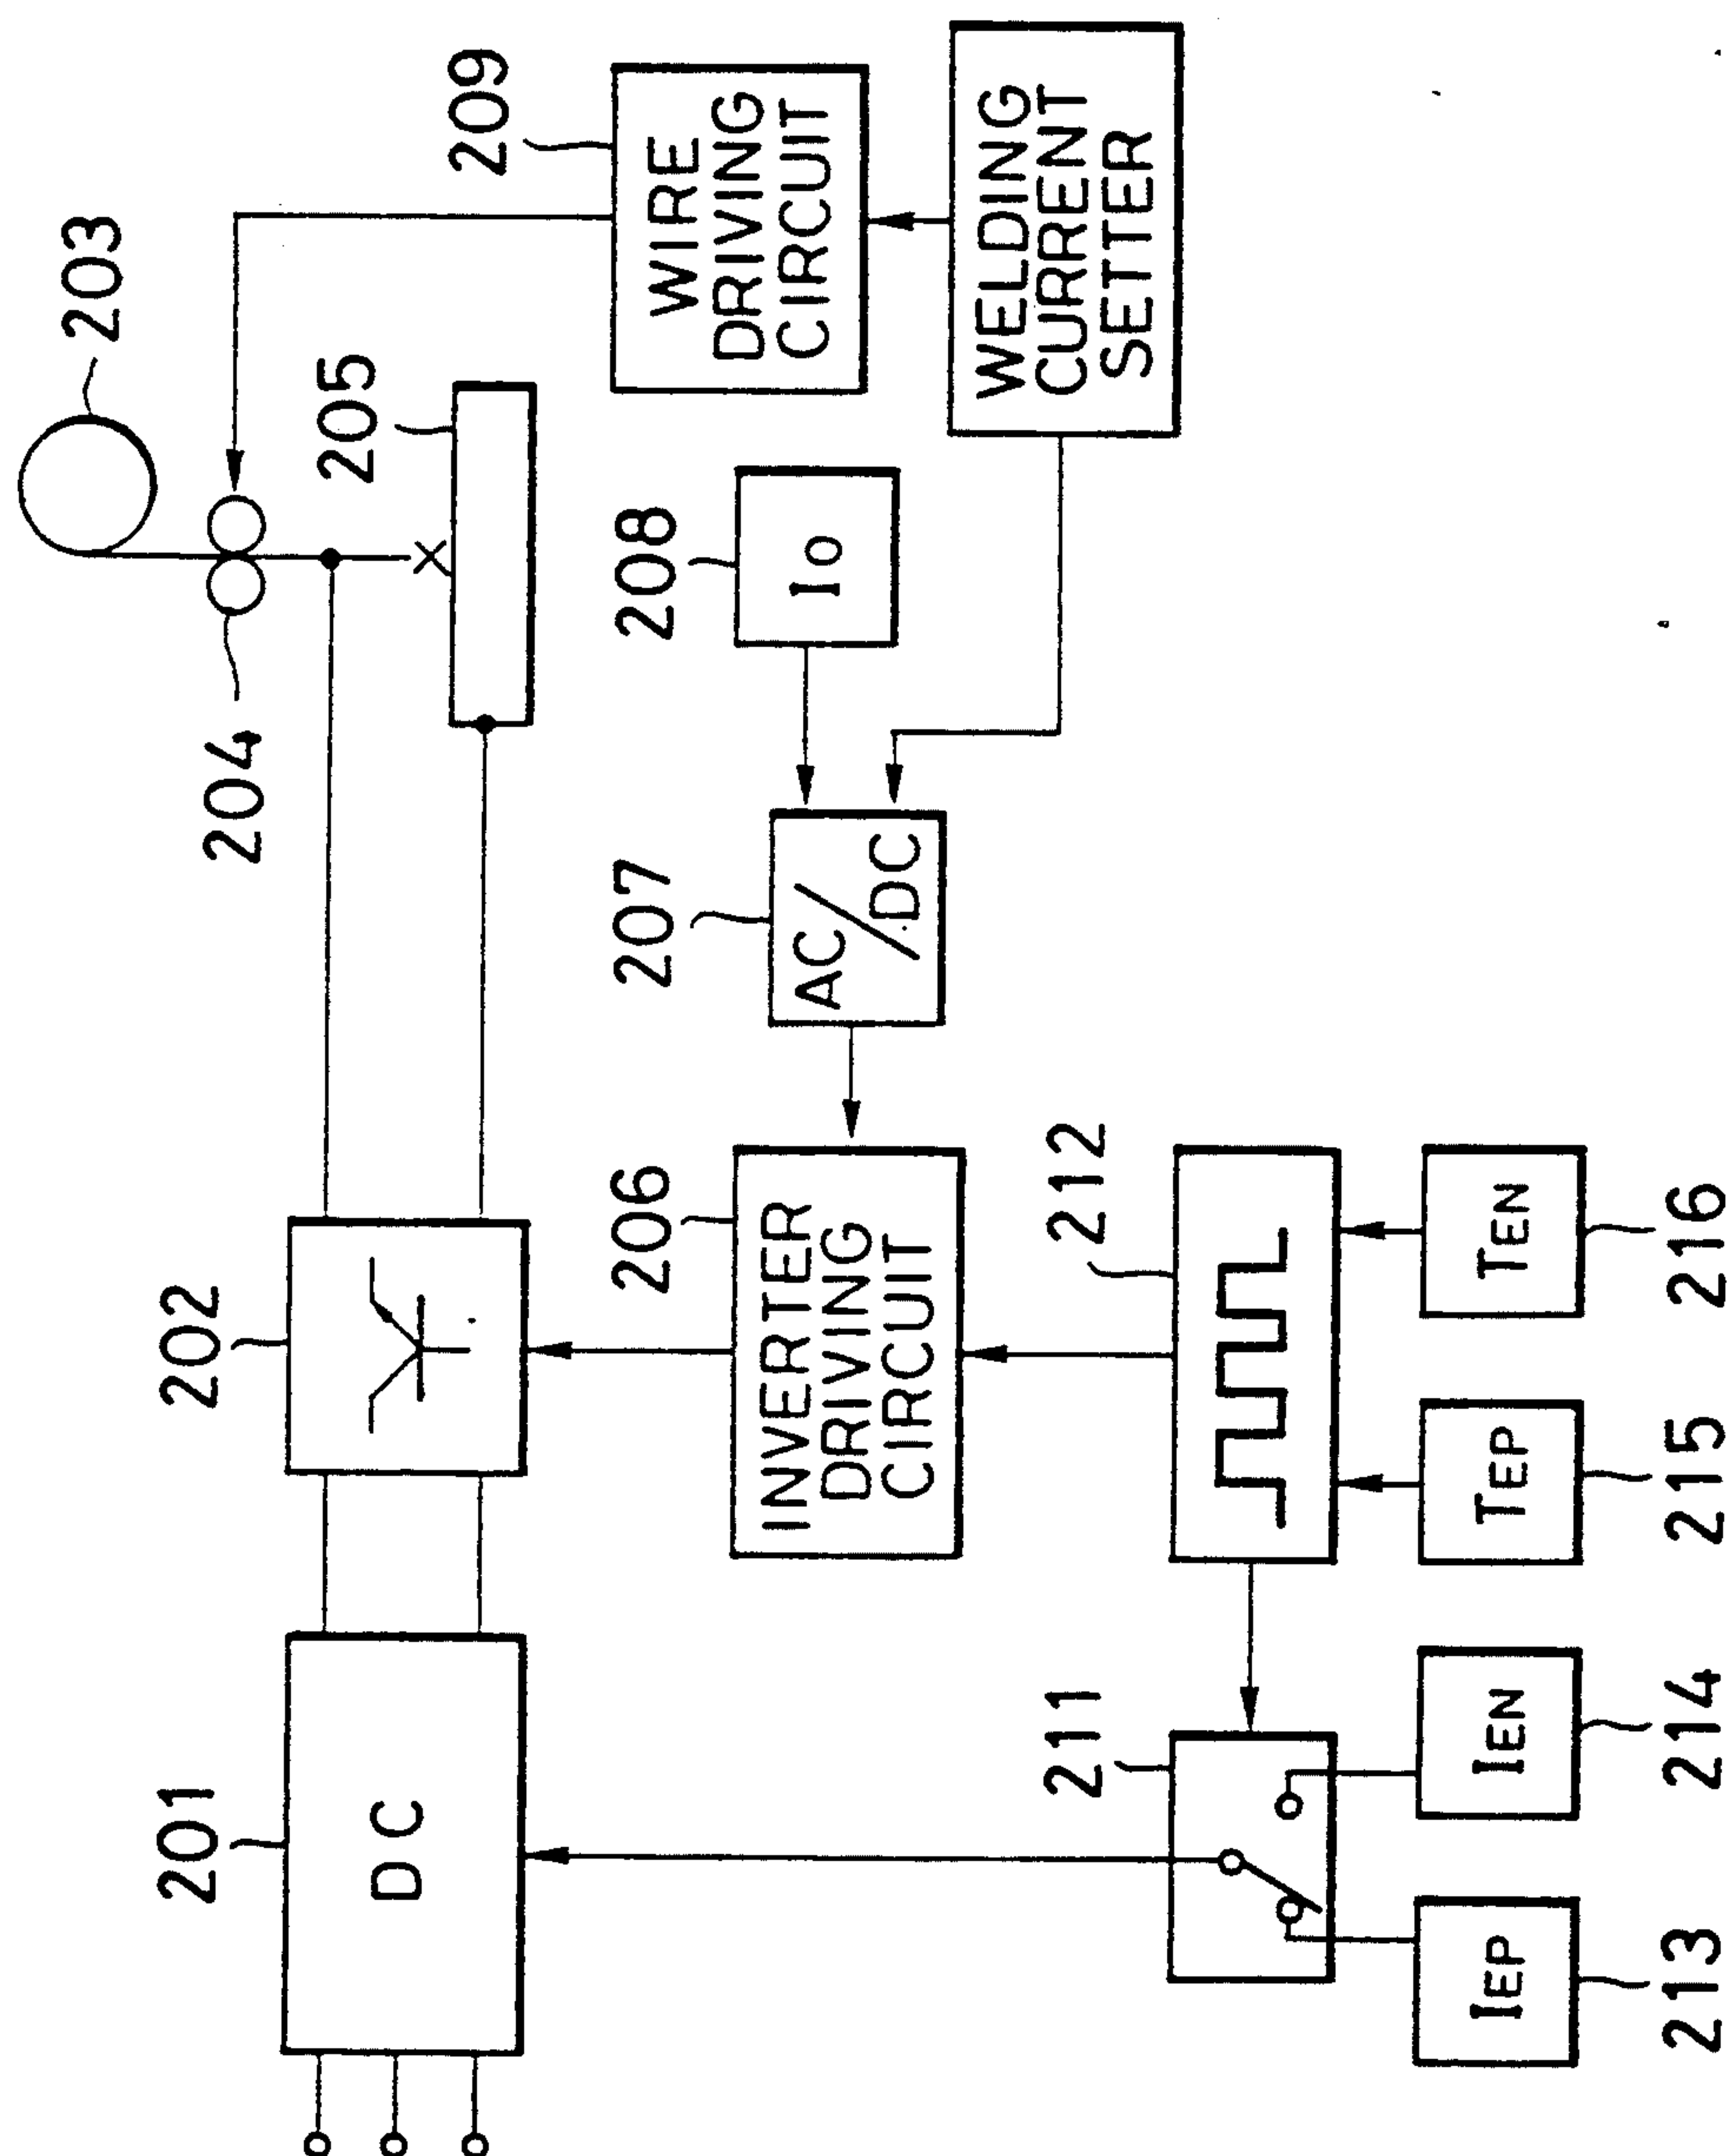 203
209
WIRE
DRIVING
CIRCUIT
WELDING
CURRENT
SETTER
205
204
208
Io
207
AC/DC
202
206
INVERTER
DRIVING
CIRCUIT
212
216
TEN
215
TEP
201
DC
211
214
IEN
213
IEP